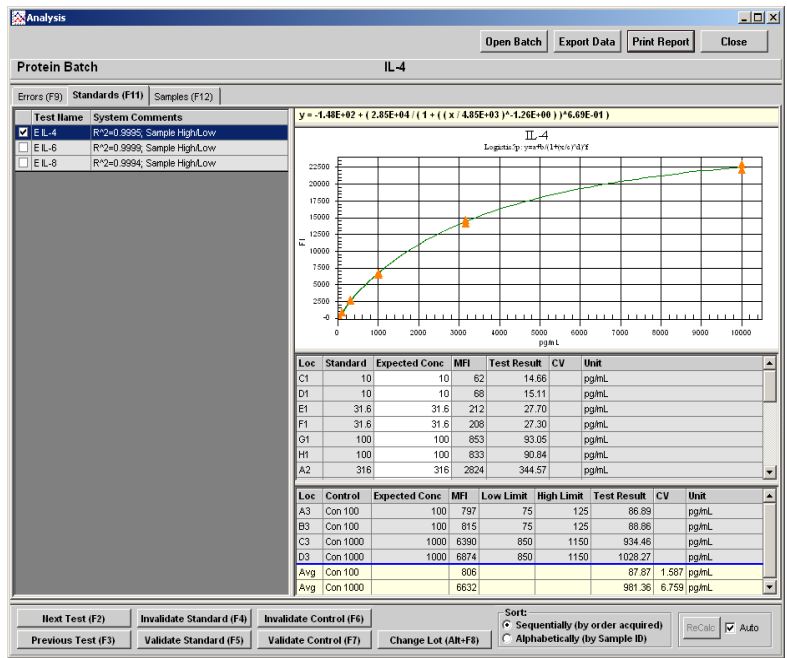 Analysis
Open Batch Export Data Print Report Close
Protein Batch IL-4
Errors (F9) Standards (F11) Samples (F12)
Test Name System Comments
E IL-4 R^2=0.9995; Sample High/Low
E IL-6 R^2=0.9999; Sample High/Low
E IL-8 R^2=0.9994; Sample High/Low
y = -1.48E+02 + ( 2.85E+04 / ( 1 + ( ( x / 4.85E+03 )^-1.26E+00 ) )^6.69E-01 )
IL-4
Logistic5p: y=a+b/(1+(x/c)^d)^f
22500
20000
17500
15000
12500
10000
7500
5000
2500
-0
FI
0 1000 2000 3000 4000 5000 6000 7000 8000 9000 10000
pg/mL
Loc Standard Expected Conc MFI Test Result CV Unit
C1 10 10 62 14.66 pg/mL
D1 10 10 68 15.11 pg/mL
E1 31.6 31.6 212 27.70 pg/mL
F1 31.6 31.6 208 27.30 pg/mL
G1 100 100 853 93.05 pg/mL
H1 100 100 833 90.84 pg/mL
A2 316 316 2824 344.57 pg/mL
Loc Control Expected Conc MFI Low Limit High Limit Test Result CV Unit
A3 Con 100 100 797 75 125 86.89 pg/mL
B3 Con 100 100 815 75 125 88.86 pg/mL
C3 Con 1000 1000 6390 850 1150 934.46 pg/mL
D3 Con 1000 1000 6874 850 1150 1028.27 pg/mL
Avg Con 100 806 87.87 1.587 pg/mL
Avg Con 1000 6632 981.36 6.759 pg/mL
Next Test (F2) Invalidate Standard (F4) Invalidate Control (F6)
Previous Test (F3) Validate Standard (F5) Validate Control (F7) Change Lot (Alt+F8)
Sort:
Sequentially (by order acquired)
Alphabetically (by Sample ID)
ReCalc Auto